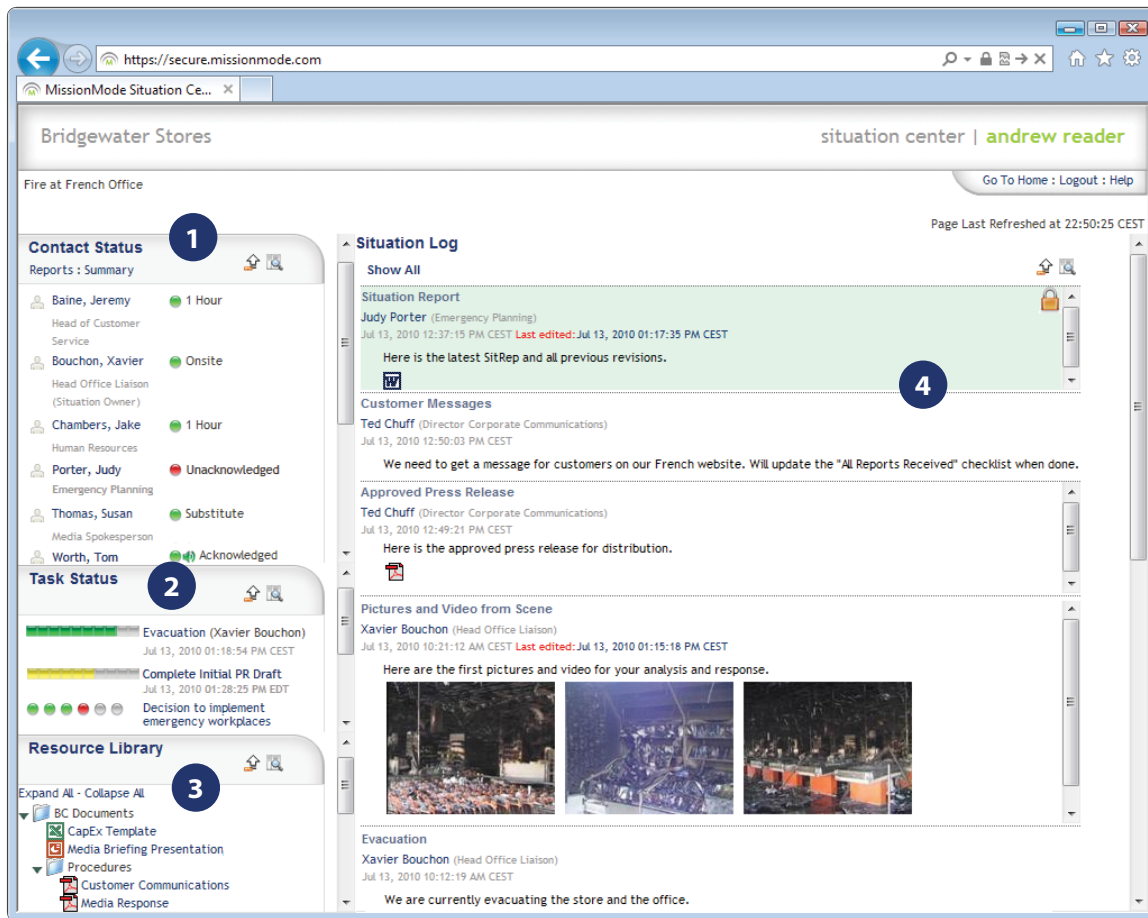 https://secure.missionmode.com
MissionMode Situation Ce...
Bridgewater Stores
situation center | andrew reader
Fire at French Office
Go To Home : Logout : Help
Page Last Refreshed at 22:50:25 CEST
1
Contact Status
Reports : Summary
Baine, Jeremy
1 Hour
Head of Customer
Service
Bouchon, Xavier
Onsite
Head Office Liaison
(Situation Owner)
Chambers, Jake
1 Hour
Human Resources
Porter, Judy
Unacknowledged
Emergency Planning
Thomas, Susan
Substitute
Media Spokesperson
Worth, Tom
Acknowledged
2
Task Status
Evacuation (Xavier Bouchon)
Jul 13, 2010 01:18:54 PM CEST
Complete Initial PR Draft
Jul 13, 2010 01:28:25 PM EDT
Decision to implement
emergency workplaces
3
Resource Library
Expand All - Collapse All
BC Documents
CapEx Template
Media Briefing Presentation
Procedures
Customer Communications
Media Response
Situation Log
Show All
Situation Report
Judy Porter (Emergency Planning)
Jul 13, 2010 12:37:15 PM CEST Last edited: Jul 13, 2010 01:17:35 PM CEST
Here is the latest SitRep and all previous revisions.
W
4
Customer Messages
Ted Chuff (Director Corporate Communications)
Jul 13, 2010 12:50:03 PM CEST
We need to get a message for customers on our French website. Will update the "All Reports Received" checklist when done.
Approved Press Release
Ted Chuff (Director Corporate Communications)
Jul 13, 2010 12:49:21 PM CEST
Here is the approved press release for distribution.
Pictures and Video from Scene
Xavier Bouchon (Head Office Liaison)
Jul 13, 2010 10:21:12 AM CEST Last edited: Jul 13, 2010 01:15:18 PM CEST
Here are the first pictures and video for your analysis and response.
Evacuation
Xavier Bouchon (Head Office Liaison)
Jul 13, 2010 10:12:19 AM CEST
We are currently evacuating the store and the office.